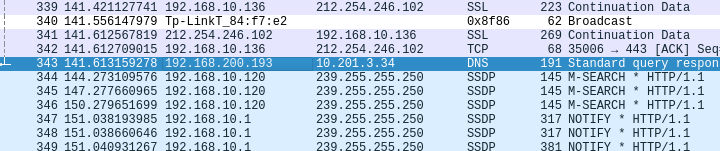 339 141.421127741 192.168.10.136 212.254.246.102 SSL 223 Continuation Data
340 141.556147979 Tp-LinkT_84:f7:e2 0x8f86 62 Broadcast
341 141.612567819 212.254.246.102 192.168.10.136 SSL 269 Continuation Data
342 141.612709015 192.168.10.136 212.254.246.102 TCP 68 35006 → 443 [ACK] Seq=
343 141.613159278 192.168.200.193 10.201.3.34 DNS 191 Standard query respon
344 144.273109576 192.168.10.120 239.255.255.250 SSDP 145 M-SEARCH * HTTP/1.1
345 147.277660965 192.168.10.120 239.255.255.250 SSDP 145 M-SEARCH * HTTP/1.1
346 150.279651699 192.168.10.120 239.255.255.250 SSDP 145 M-SEARCH * HTTP/1.1
347 151.038193985 192.168.10.1 239.255.255.250 SSDP 317 NOTIFY * HTTP/1.1
348 151.038660646 192.168.10.1 239.255.255.250 SSDP 317 NOTIFY * HTTP/1.1
349 151.040931267 192.168.10.1 239.255.255.250 SSDP 381 NOTIFY * HTTP/1.1